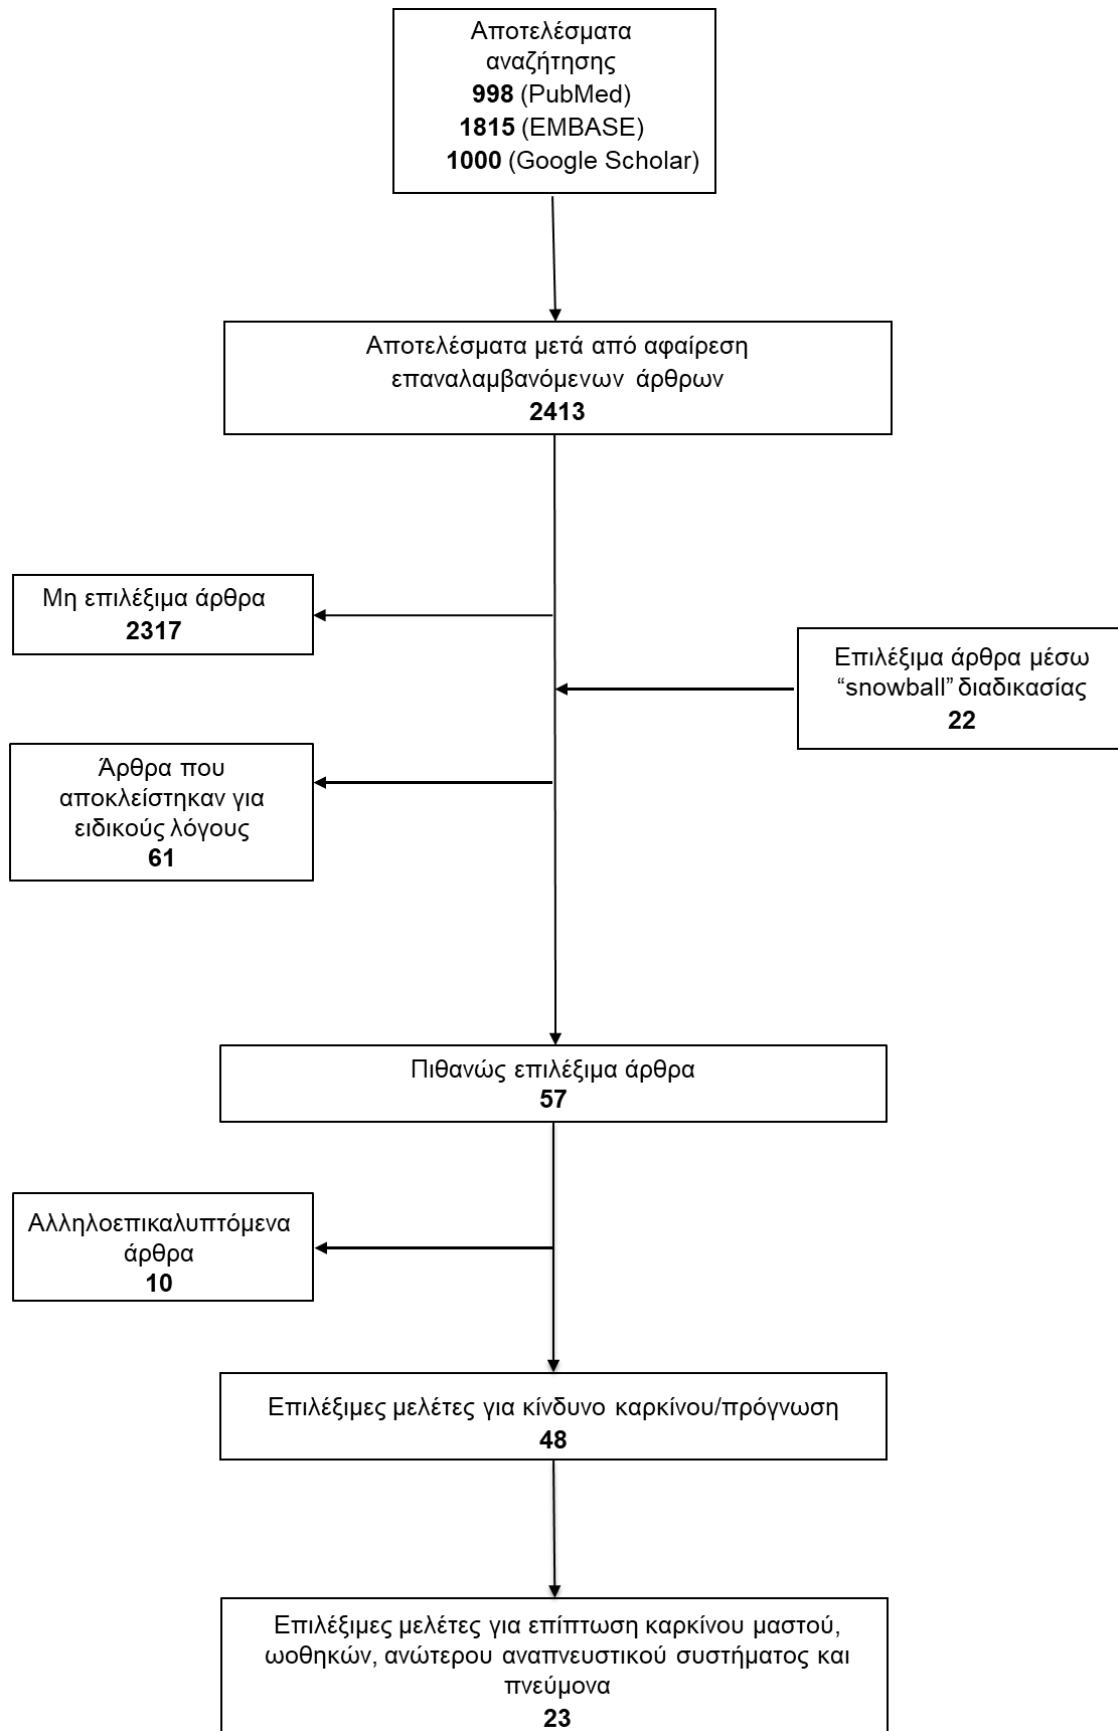 Αποτελέσματα
αναζήτησης
998 (PubMed)
1815 (EMBASE)
1000 (Google Scholar)
Αποτελέσματα μετά από αφαίρεση
επαναλαμβανόμενων άρθρων
2413
Μη επιλέξιμα άρθρα
2317
Επιλέξιμα άρθρα μέσω
“snowball” διαδικασίας
22
Άρθρα που
αποκλείστηκαν για
ειδικούς λόγους
61
Πιθανώς επιλέξιμα άρθρα
57
Αλληλοεπικαλυπτόμενα
άρθρα
10
Επιλέξιμες μελέτες για κίνδυνο καρκίνου/πρόγνωση
48
Επιλέξιμες μελέτες για επίπτωση καρκίνου μαστού,
ωοθηκών, ανώτερου αναπνευστικού συστήματος και
πνεύμονα
23